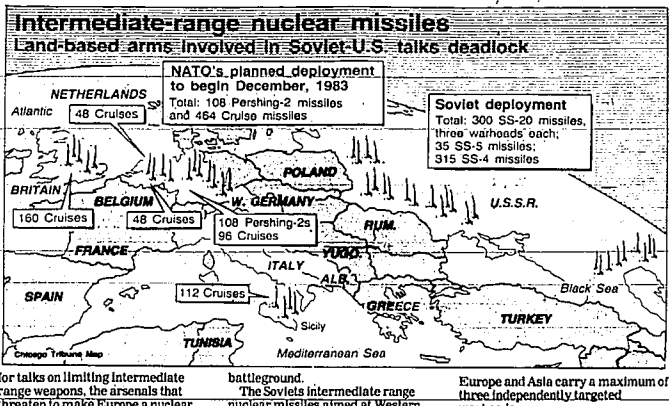 Intermediate-range nuclear missiles
Land-based arms involved in Soviet-U.S. talks deadlock
NATO's planned deployment
to begin December, 1983
Total: 108 Pershing-2 missiles
and 464 Cruise missiles
Soviet deployment
Total: 300 SS-20 missiles,
three warheads each;
35 SS-5 missiles;
315 SS-4 missiles
NETHERLANDS
Atlantic
48 Cruises
POLAND
BRITAIN
BELGIUM
W. GERMANY
U.S.S.R.
160 Cruises
48 Cruises
108 Pershing-2s
96 Cruises
RUM.
FRANCE
YUGO.
ITALY
ALB.
Black Sea
SPAIN
112 Cruises
GREECE
TURKEY
Sicily
TUNISIA
Mediterranean Sea
Chicago Tribune Map
for talks on limiting intermediate
range weapons, the arsenals that
threaten to make Europe a nuclear
battleground.
The Soviets intermediate range
nuclear missiles aimed at Western
Europe and Asia carry a maximum of
three independently targeted